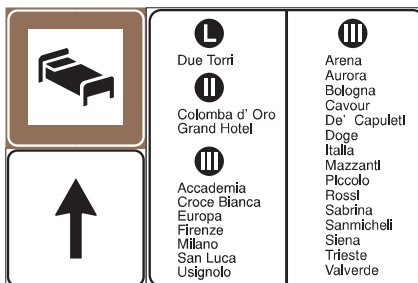 L
Due Torri
II
Colomba d' Oro
Grand Hotel
III
Accademia
Croce Bianca
Europa
Firenze
Milano
San Luca
Usignolo
III
Arena
Aurora
Bologna
Cavour
De' Capuleti
Doge
Italia
Mazzanti
Piccolo
Rossi
Sabrina
Sanmicheli
Siena
Trieste
Valverde